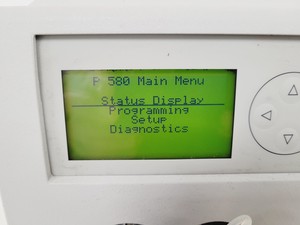 P 580 Main Menu
Status Display
Programming
Setup
Diagnostics